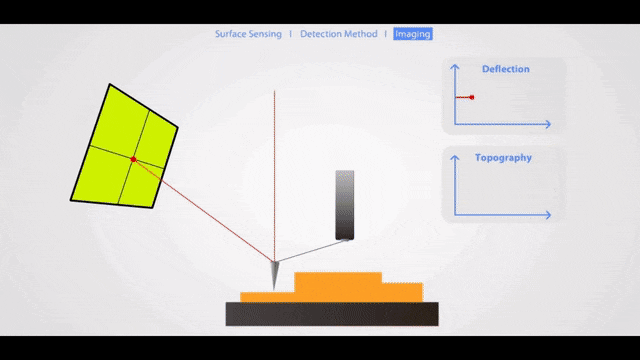 Surface Sensing | Detection Method | Imaging
Deflection
Topography